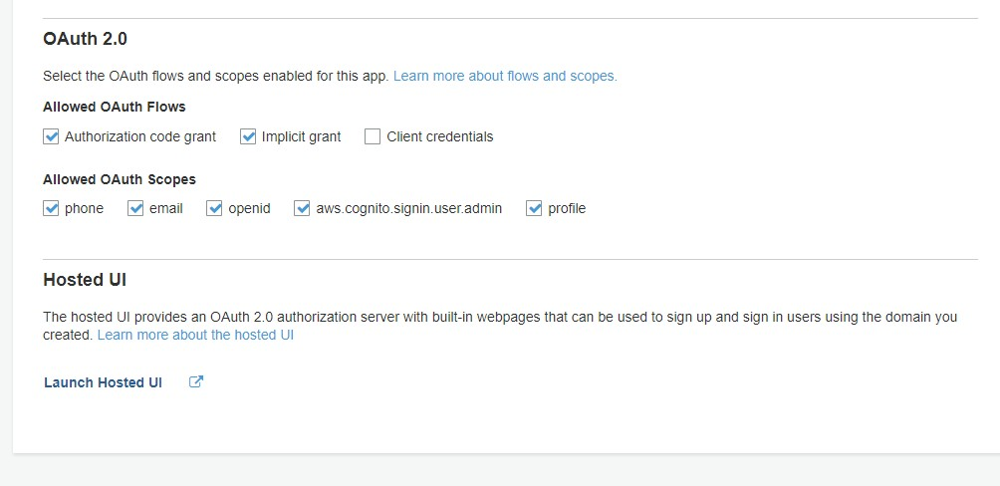 OAuth 2.0
Select the OAuth flows and scopes enabled for this app. Learn more about flows and scopes.
Allowed OAuth Flows
Authorization code grant Implicit grant Client credentials
Allowed OAuth Scopes
phone email openid aws.cognito.signin.user.admin profile
Hosted UI
The hosted UI provides an OAuth 2.0 authorization server with built-in webpages that can be used to sign up and sign in users using the domain you
created. Learn more about the hosted UI
Launch Hosted UI